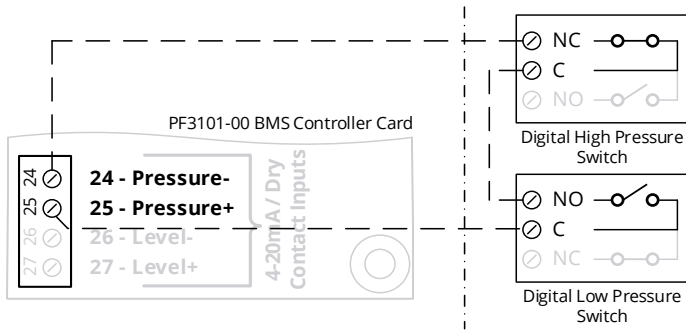 NC
C
NO
Digital High Pressure
Switch
PF3101-00 BMS Controller Card
24
24 - Pressure-
25
25 - Pressure+
26
26 - Level-
27
27 - Level+
4-20mA / Dry
Contact Inputs
NO
C
NC
Digital Low Pressure
Switch